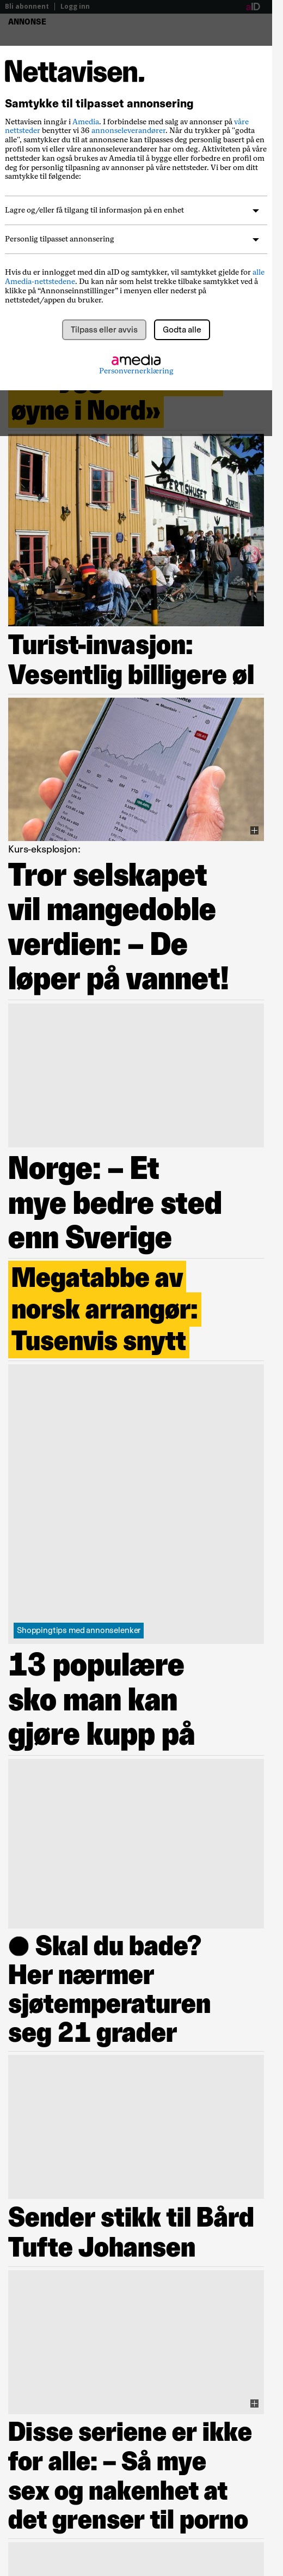 Bli abonnent | Logg inn
aID
ANNONSE
Nettavisen.
Samtykke til tilpasset annonsering
Nettavisen inngår i Amedia. I forbindelse med salg av annonser på våre
nettsteder benytter vi 36 annonseleverandører. Når du trykker på "godta
alle", samtykker du til at annonsene kan tilpasses deg personlig basert på en
profil som vi eller våre annonseleverandører har om deg. Aktiviteten på våre
nettsteder kan også brukes av Amedia til å bygge eller forbedre en profil om
deg for personlig tilpasning av annonser på våre nettsteder. Vi ber om ditt
samtykke til følgende:
Lagre og/eller få tilgang til informasjon på en enhet
Personlig tilpasset annonsering
Hvis du er innlogget med din aID og samtykker, vil samtykket gjelde for alle
Amedia-nettstedene. Du kan når som helst trekke tilbake samtykket ved å
klikke på “Annonseinnstillinger” i menyen eller nederst på
nettstedet/appen du bruker.
Tilpass eller avvis
Godta alle
amedia
Personvernerklæring
øyne i Nord»
Turist-invasjon:
Vesentlig billigere øl
Kurs-eksplosjon:
Tror selskapet
vil mangedoble
verdien: – De
løper på vannet!
Norge: – Et
mye bedre sted
enn Sverige
Megatabbe av
norsk arrangør:
Tusenvis snytt
Shoppingtips med annonselenker
13 populære
sko man kan
gjøre kupp på
● Skal du bade?
Her nærmer
sjøtemperaturen
seg 21 grader
Sender stikk til Bård
Tufte Johansen
Disse seriene er ikke
for alle: – Så mye
sex og nakenhet at
det grenser til porno